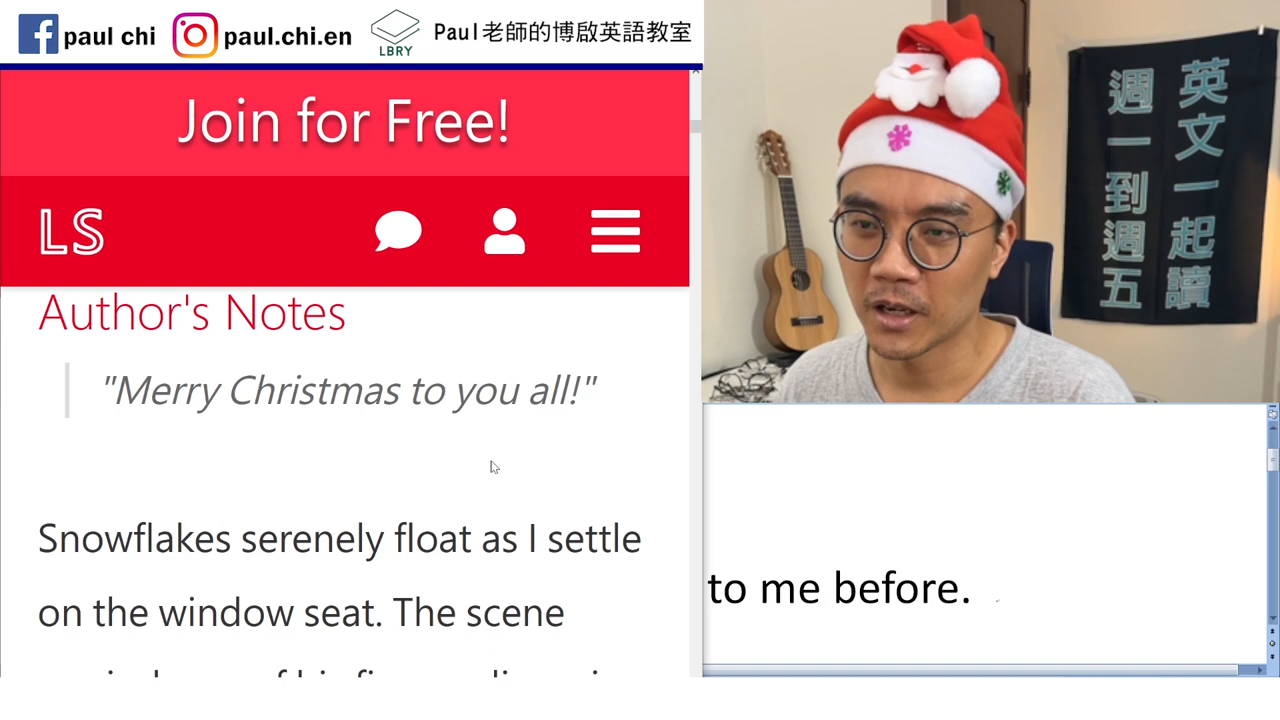 paul chi
paul.chi.en
LBRY
Paul老師的博啟英語教室
Join for Free!
LS
Author's Notes
"Merry Christmas to you all!"
Snowflakes serenely float as I settle
on the window seat. The scene
to me before.
英文一起讀
週一到週五